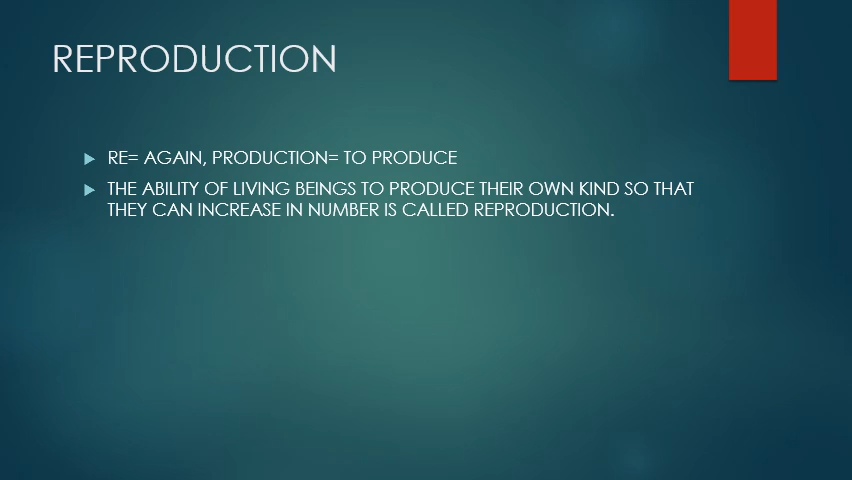 REPRODUCTION
RE= AGAIN, PRODUCTION= TO PRODUCE
THE ABILITY OF LIVING BEINGS TO PRODUCE THEIR OWN KIND SO THAT
THEY CAN INCREASE IN NUMBER IS CALLED REPRODUCTION.